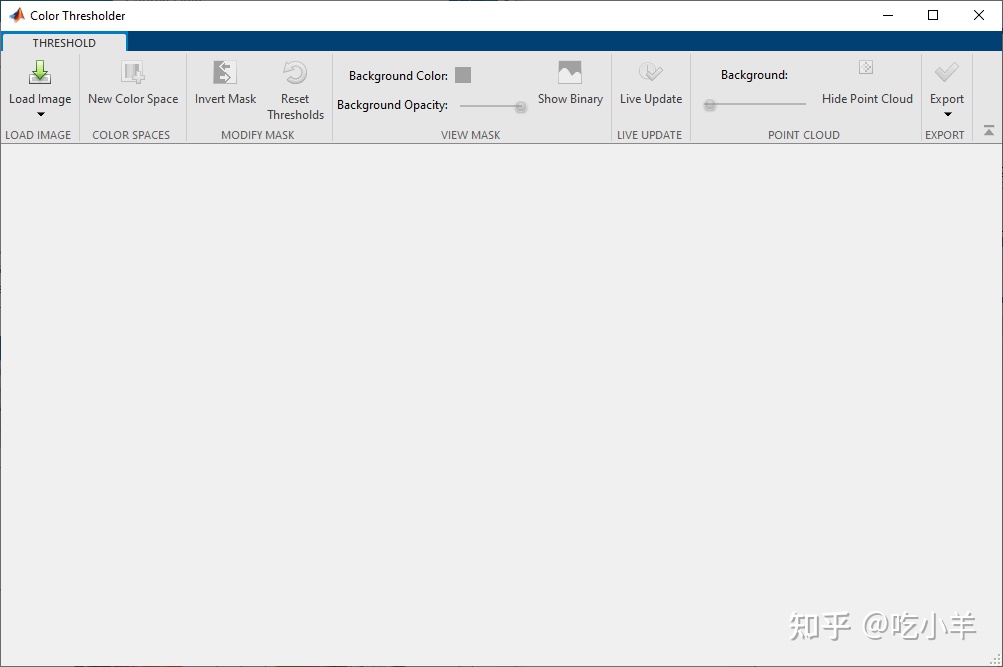 Color Thresholder
THRESHOLD
Load Image
New Color Space
Invert Mask
Reset
Thresholds
Background Color:
Background Opacity:
Show Binary
Live Update
Background:
Hide Point Cloud
Export
LOAD IMAGE
COLOR SPACES
MODIFY MASK
VIEW MASK
LIVE UPDATE
POINT CLOUD
EXPORT
知乎 @吃小羊